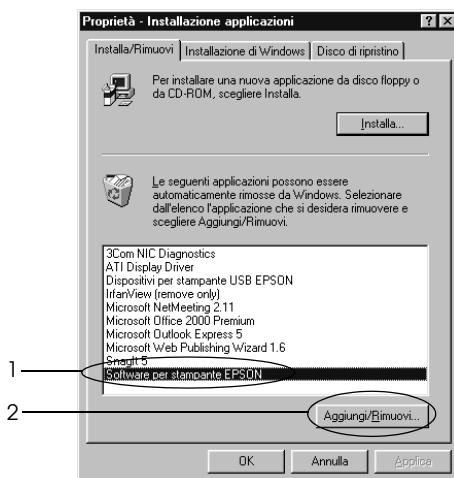 Proprietà - Installazione applicazioni
Installa/Rimuovi
Installazione di Windows
Disco di ripristino
Per installare una nuova applicazione da disco floppy o
da CD-ROM, scegliere Installa.
Installa...
Le seguenti applicazioni possono essere
automaticamente rimosse da Windows. Selezionare
dall'elenco l'applicazione che si desidera rimuovere e
scegliere Aggiungi/Rimuovi.
3Com NIC Diagnostics
ATI Display Driver
Dispositivi per stampante USB EPSON
IrfanView (remove only)
Microsoft NetMeeting 2.11
Microsoft Office 2000 Premium
Microsoft Outlook Express 5
Microsoft Web Publishing Wizard 1.6
SnagIt 5
1
Software per stampante EPSON
2
Aggiungi/Rimuovi...
OK
Annulla
Applica